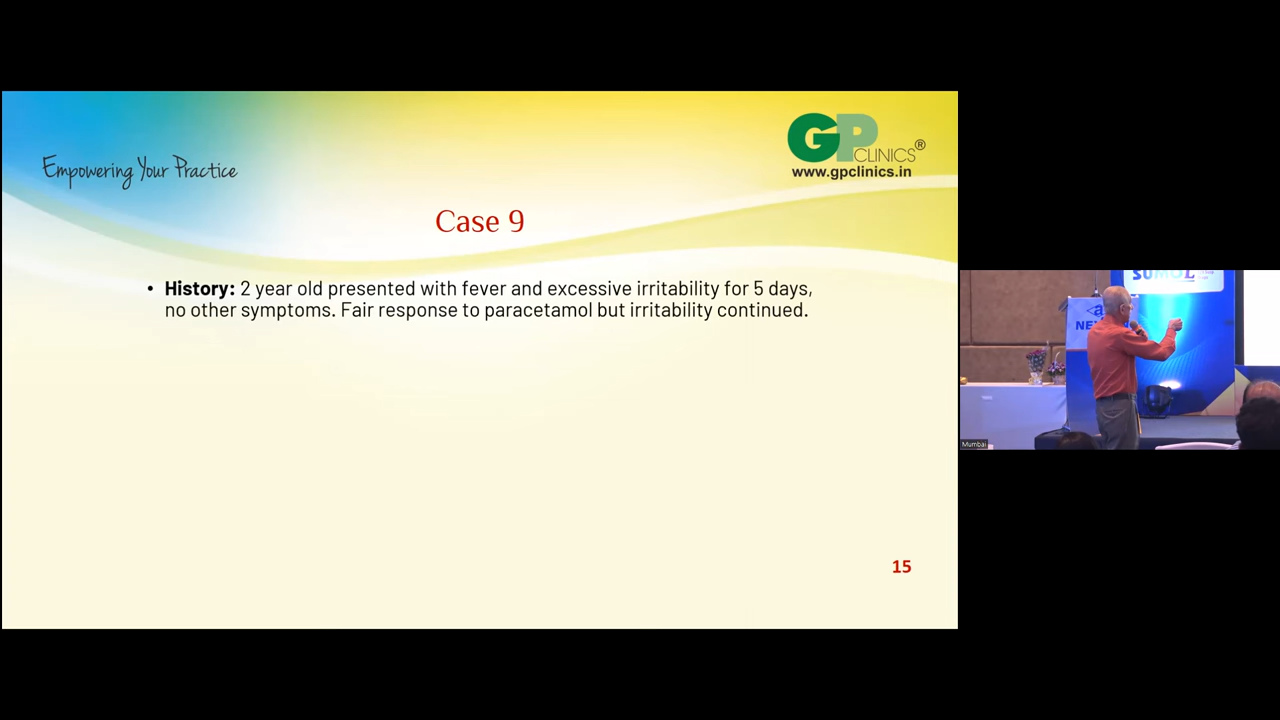 Empowering Your Practice
GP
CLINICS®
www.gpclinics.in
Case 9
• History: 2 year old presented with fever and excessive irritability for 5 days,
no other symptoms. Fair response to paracetamol but irritability continued.
15
Mumbai